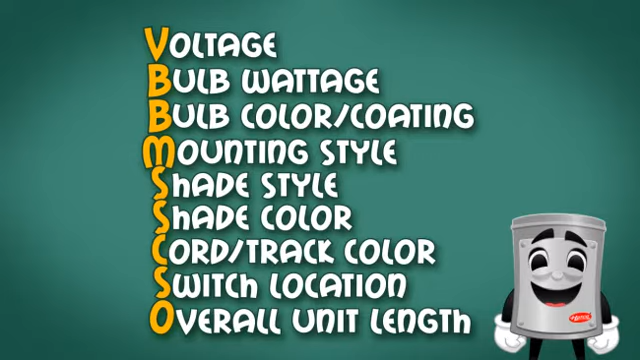 Voltage
Bulb wattage
Bulb color/coating
Mounting style
Shade style
Shade color
Cord/track color
Switch location
Overall unit length